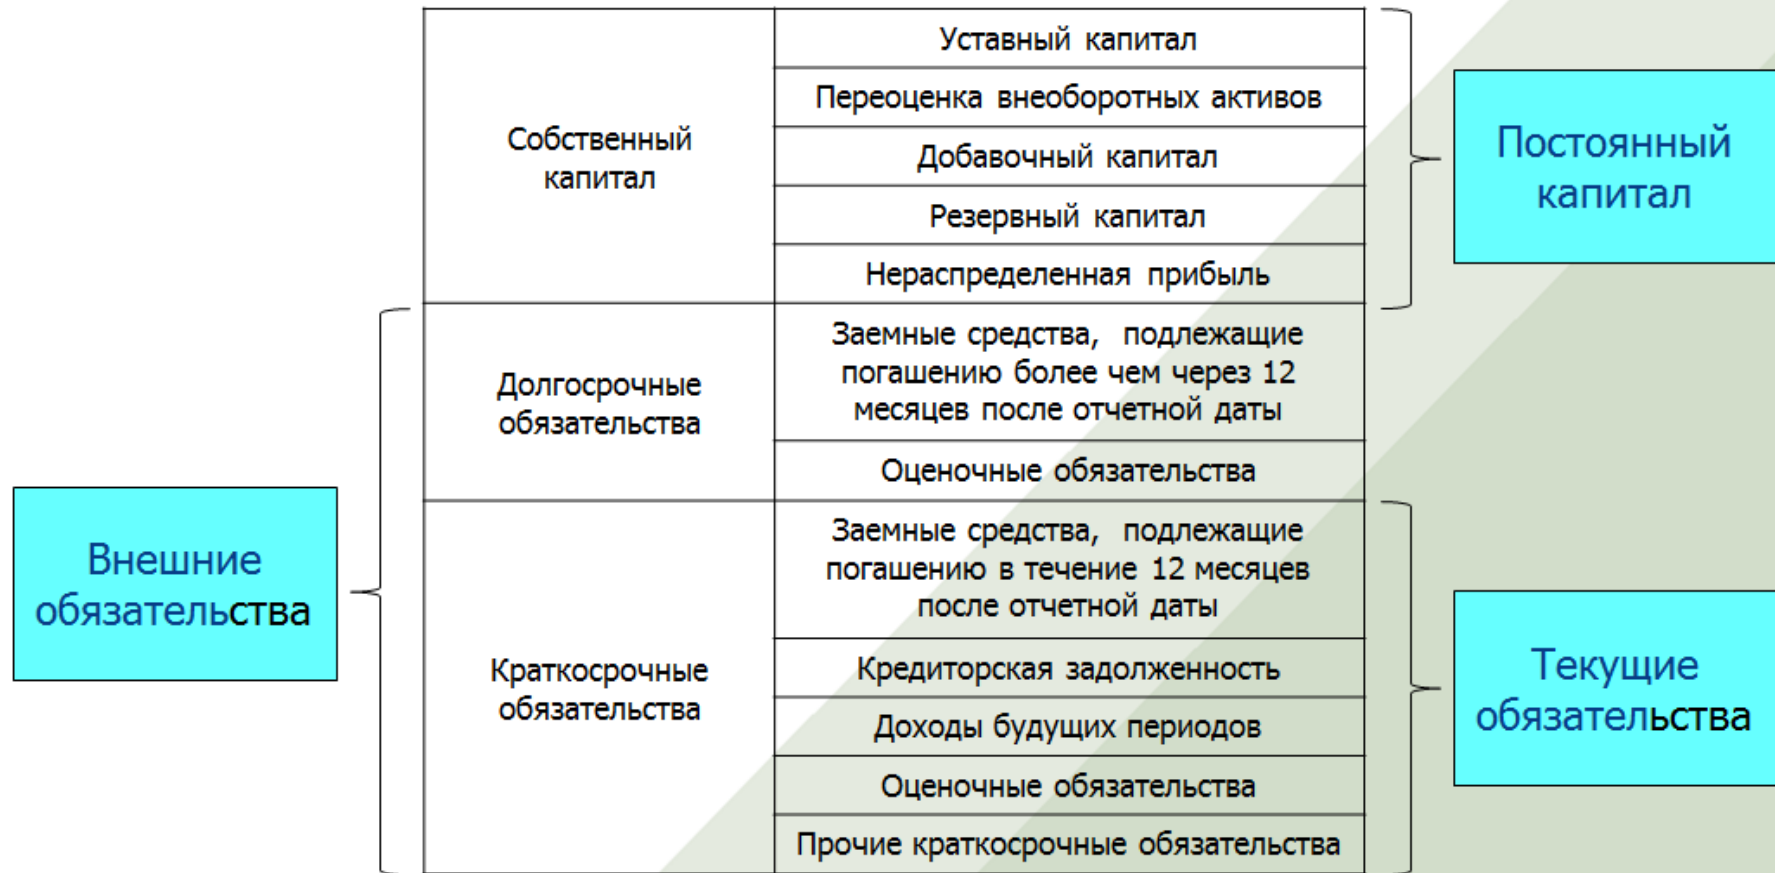 Собственный
капитал
Уставный капитал
Переоценка внеоборотных активов
Добавочный капитал
Резервный капитал
Нераспределенная прибыль
Постоянный
капитал
Долгосрочные
обязательства
Заемные средства, подлежащие
погашению более чем через 12
месяцев после отчетной даты
Оценочные обязательства
Внешние
обязательства
Краткосрочные
обязательства
Заемные средства, подлежащие
погашению в течение 12 месяцев
после отчетной даты
Кредиторская задолженность
Доходы будущих периодов
Оценочные обязательства
Прочие краткосрочные обязательства
Текущие
обязательства